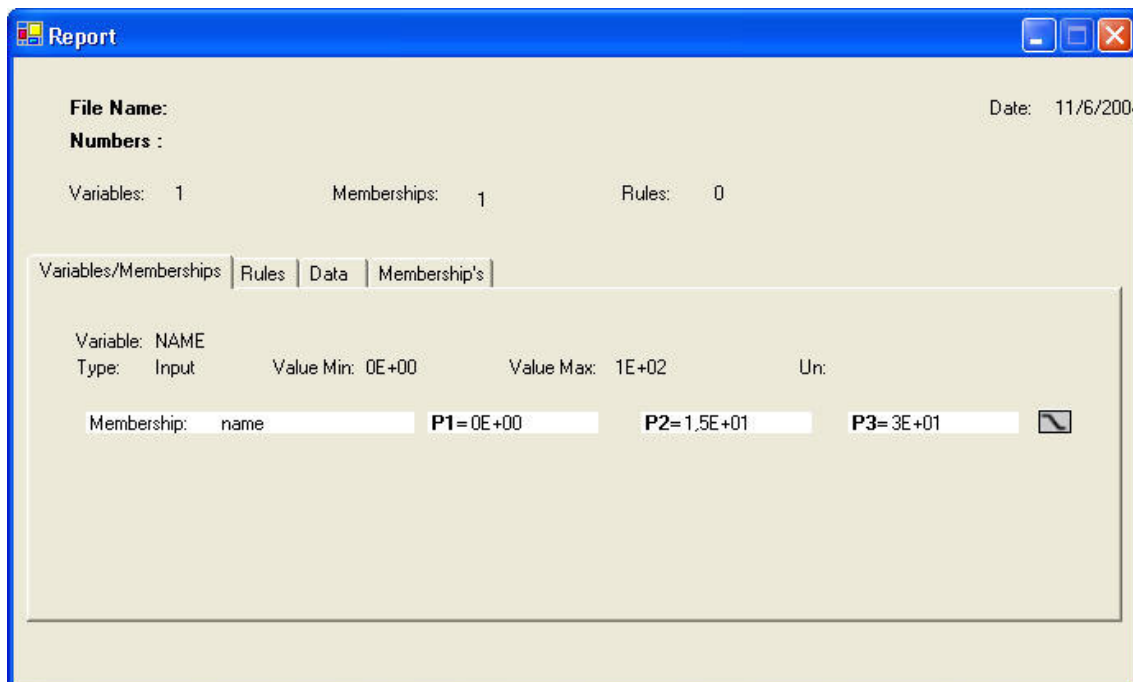 Report
File Name: Date: 11/6/200
Numbers :
Variables: 1 Memberships: 1 Rules: 0
Variables/Memberships Rules Data Membership's
Variable: NAME
Type: Input Value Min: 0E+00 Value Max: 1E+02 Un:
Membership: name P1= 0E+00 P2= 1,5E+01 P3= 3E+01